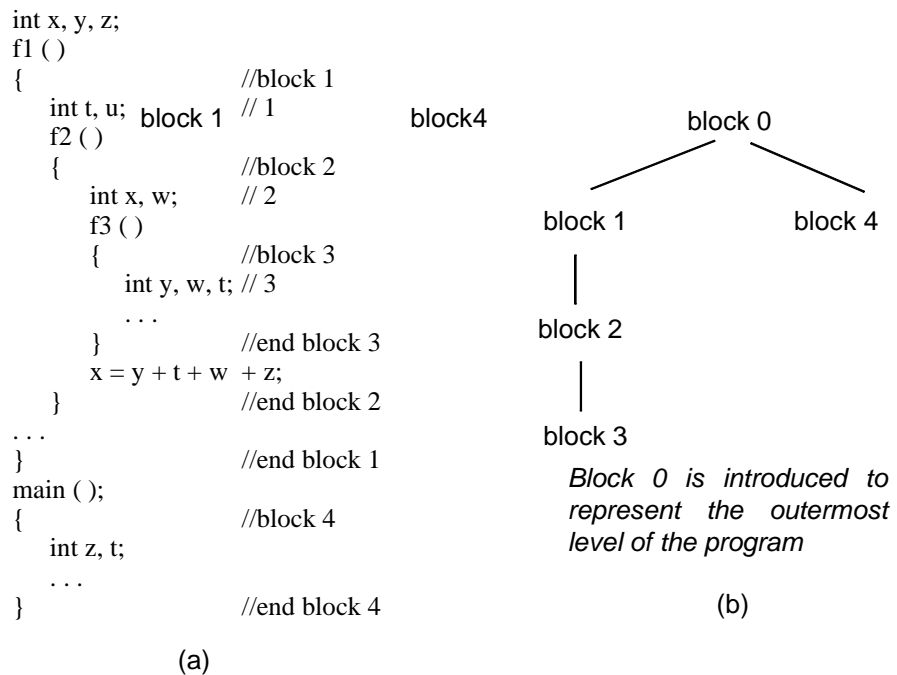 int x, y, z;
f1 ( )
{ //block 1
int t, u; // 1
block 1
block4
f2 ( )
{ //block 2
int x, w; // 2
f3 ( )
{ //block 3
int y, w, t; // 3
. . .
} //end block 3
x = y + t + w + z;
} //end block 2
. . .
} //end block 1
main ( );
{ //block 4
int z, t;
. . .
} //end block 4
(a)
block 0
block 1 block 4
block 2
block 3
Block 0 is introduced to
represent the outermost
level of the program
(b)